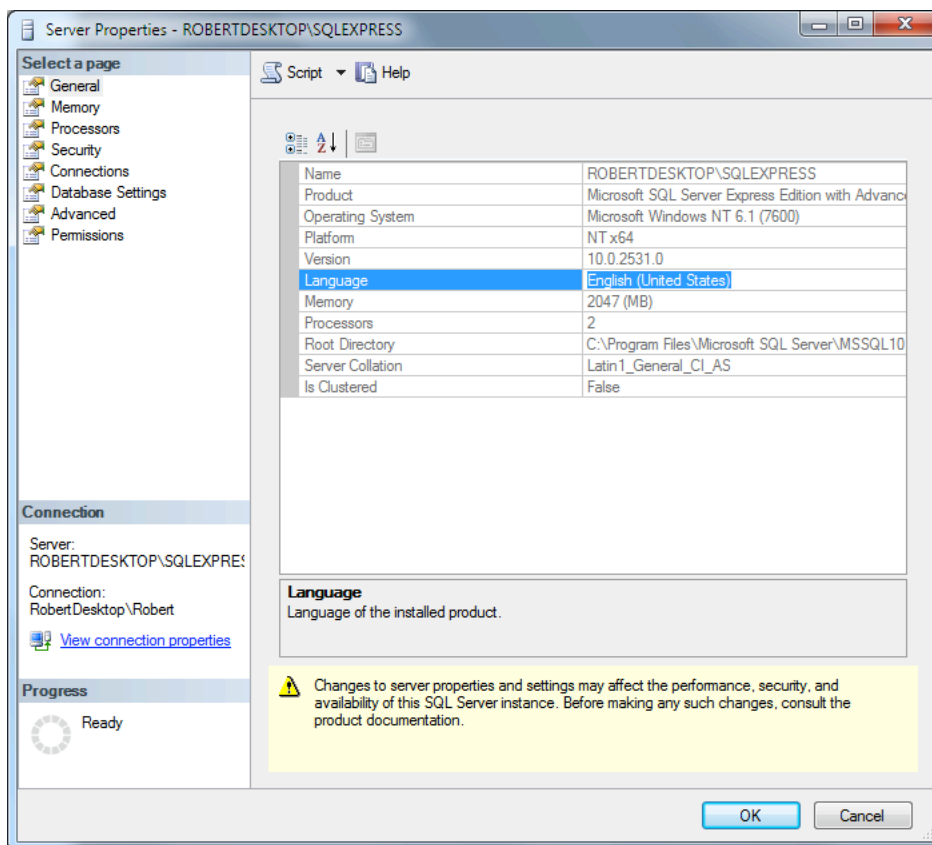 Server Properties - ROBERTDESKTOP\SQLEXPRESS
Select a page
General
Memory
Processors
Security
Connections
Database Settings
Advanced
Permissions
Script Help
Name ROBERTDESKTOP\SQLEXPRESS
Product Microsoft SQL Server Express Edition with Advanc
Operating System Microsoft Windows NT 6.1 (7600)
Platform NT x64
Version 10.0.2531.0
Language English (United States)
Memory 2047 (MB)
Processors 2
Root Directory C:\Program Files\Microsoft SQL Server\MSSQL10
Server Collation Latin1_General_CI_AS
Is Clustered False
Language
Language of the installed product.
Changes to server properties and settings may affect the performance, security, and
availability of this SQL Server instance. Before making any such changes, consult the
product documentation.
Connection
Server:
ROBERTDESKTOP\SQLEXPRES
Connection:
RobertDesktop\Robert
View connection properties
Progress
Ready
OK Cancel